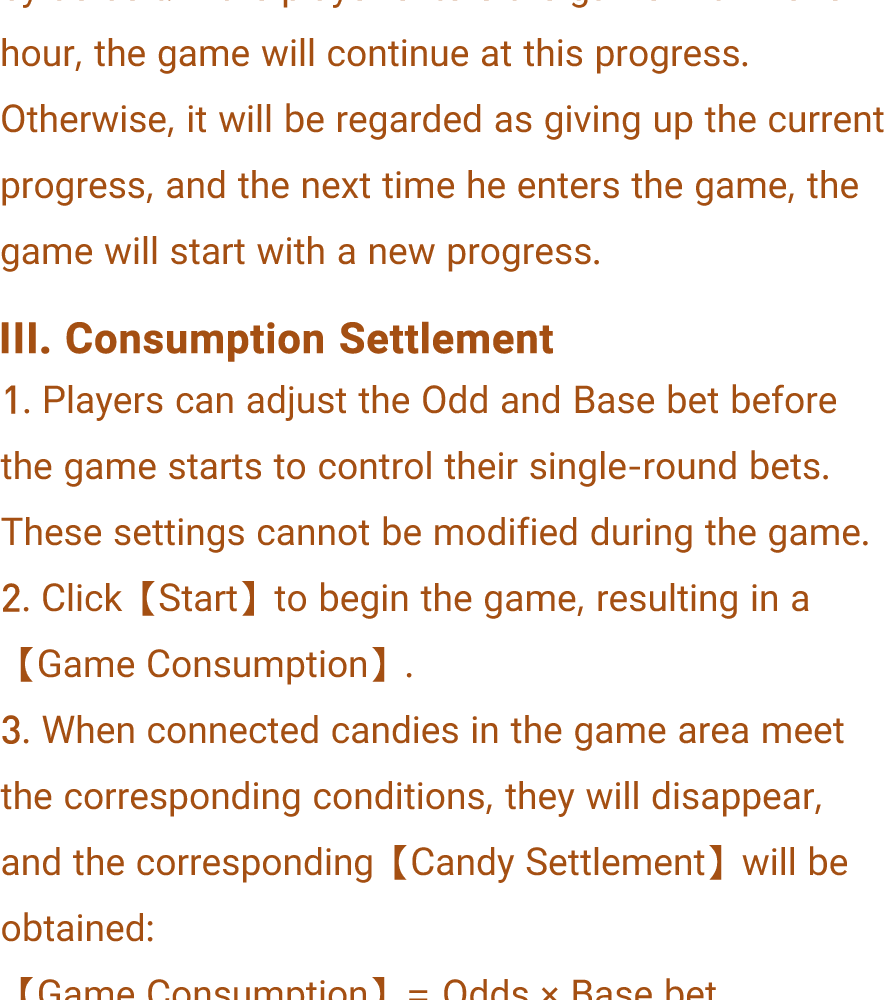 hour, the game will continue at this progress.
Otherwise, it will be regarded as giving up the current
progress, and the next time he enters the game, the
game will start with a new progress.
III. Consumption Settlement
1. Players can adjust the Odd and Base bet before
the game starts to control their single-round bets.
These settings cannot be modified during the game.
2. Click【Start】to begin the game, resulting in a
【Game Consumption】.
3. When connected candies in the game area meet
the corresponding conditions, they will disappear,
and the corresponding【Candy Settlement】will be
obtained:
【Game Consumption】= Odds × Base bet